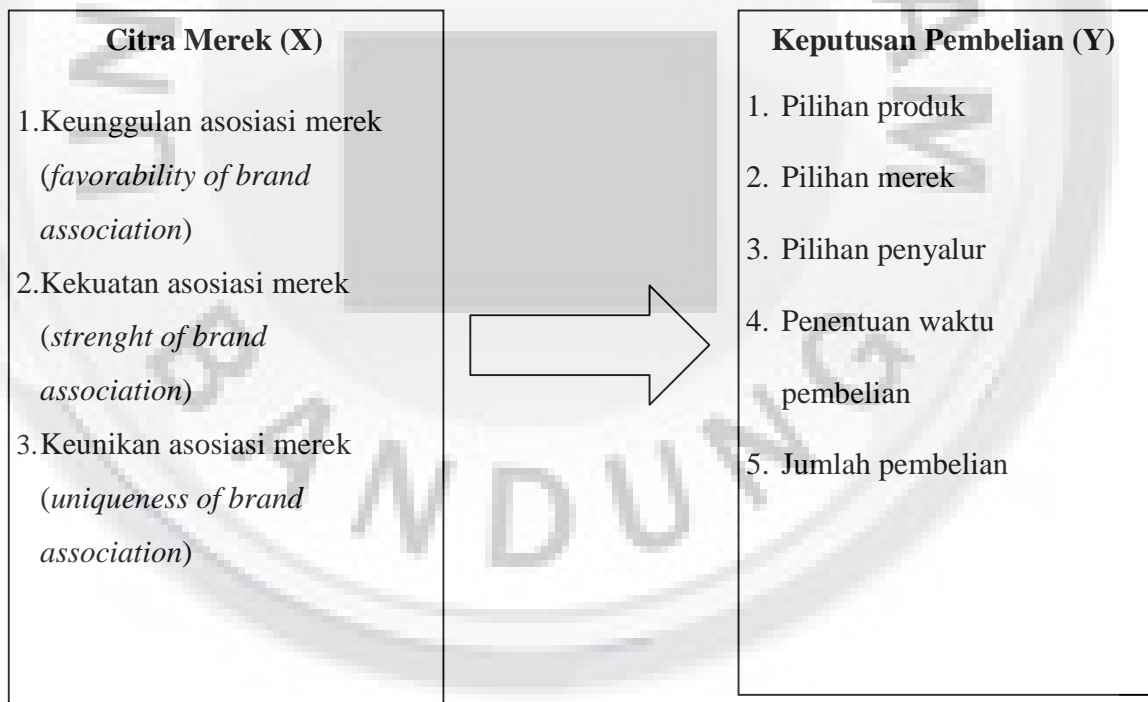 Citra Merek (X)
1.Keunggulan asosiasi merek
(favorability of brand
association)
2.Kekuatan asosiasi merek
(strenght of brand
association)
3.Keunikan asosiasi merek
(uniqueness of brand
association)
Keputusan Pembelian (Y)
1. Pilihan produk
2. Pilihan merek
3. Pilihan penyalur
4. Penentuan waktu
pembelian
5. Jumlah pembelian
BANDUNG